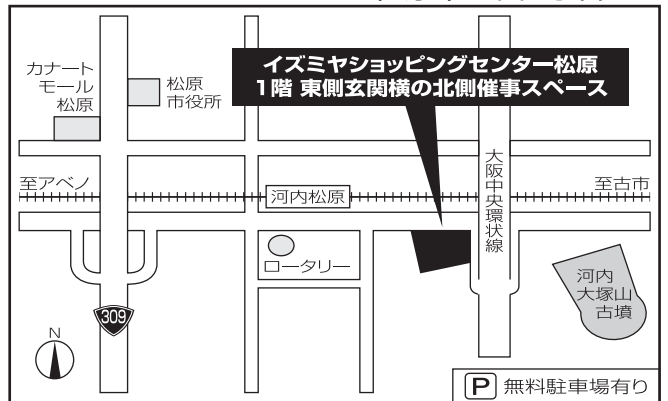 イズミヤショッピングセンター松原
1階 東側玄関横の北側催事スペース
カナート
モール
松原
松原
市役所
至アベノ
河内松原
大阪中央環状線
至古市
ロータリー
河内
大塚山
古墳
309
N
P 無料駐車場有り